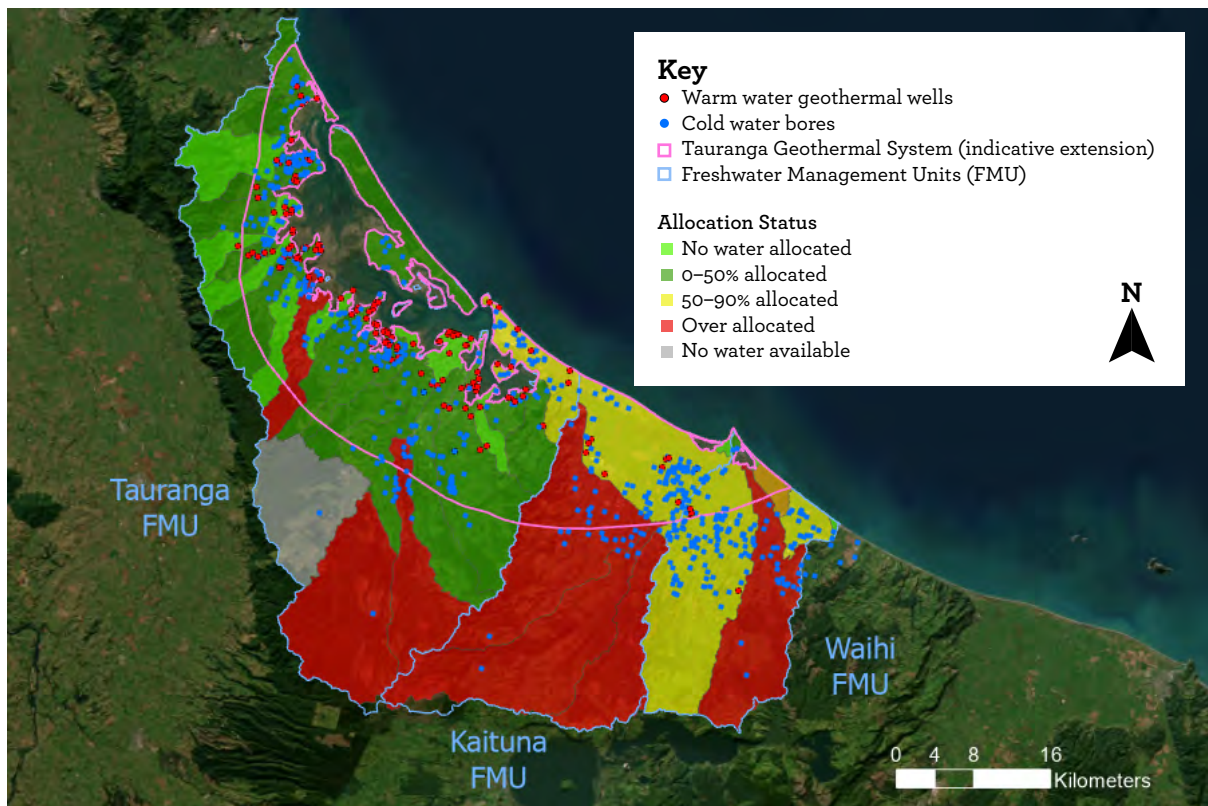 Key
Warm water geothermal wells
Cold water bores
Tauranga Geothermal System (indicative extension)
Freshwater Management Units (FMU)
Allocation Status
No water allocated
0–50% allocated
50–90% allocated
Over allocated
No water available
N
Tauranga
FMU
Waihi
FMU
Kaituna
FMU
0 4 8 16
Kilometers